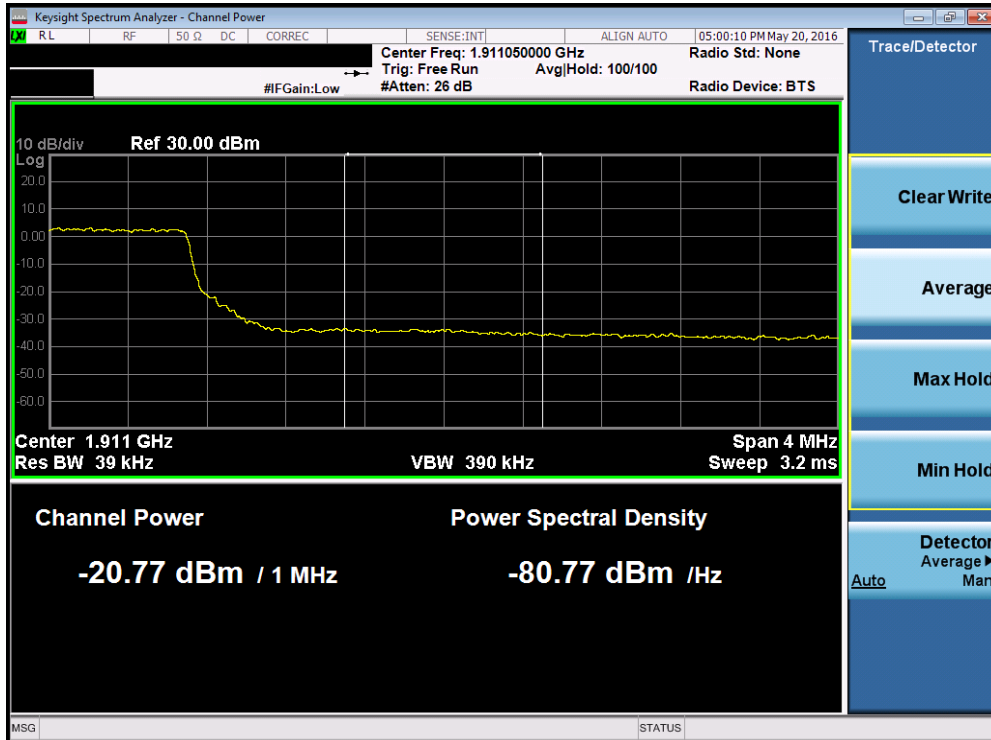 Keysight Spectrum Analyzer - Channel Power
LXI RL RF 50 Ω DC CORREC SENSE:INT ALIGN AUTO 05:00:10 PM May 20, 2016
Center Freq: 1.911050000 GHz Radio Std: None
Trig: Free Run Avg|Hold: 100/100
#IFGain:Low #Atten: 26 dB Radio Device: BTS
10 dB/div Ref 30.00 dBm
Log
20.0
10.0
0.00
-10.0
-20.0
-30.0
-40.0
-50.0
-60.0
Center 1.911 GHz Span 4 MHz
Res BW 39 kHz VBW 390 kHz Sweep 3.2 ms
Channel Power Power Spectral Density
-20.77 dBm / 1 MHz -80.77 dBm /Hz
MSG STATUS
Trace/Detector
Clear Write
Average
Max Hold
Min Hold
Detector
Average
Auto Man